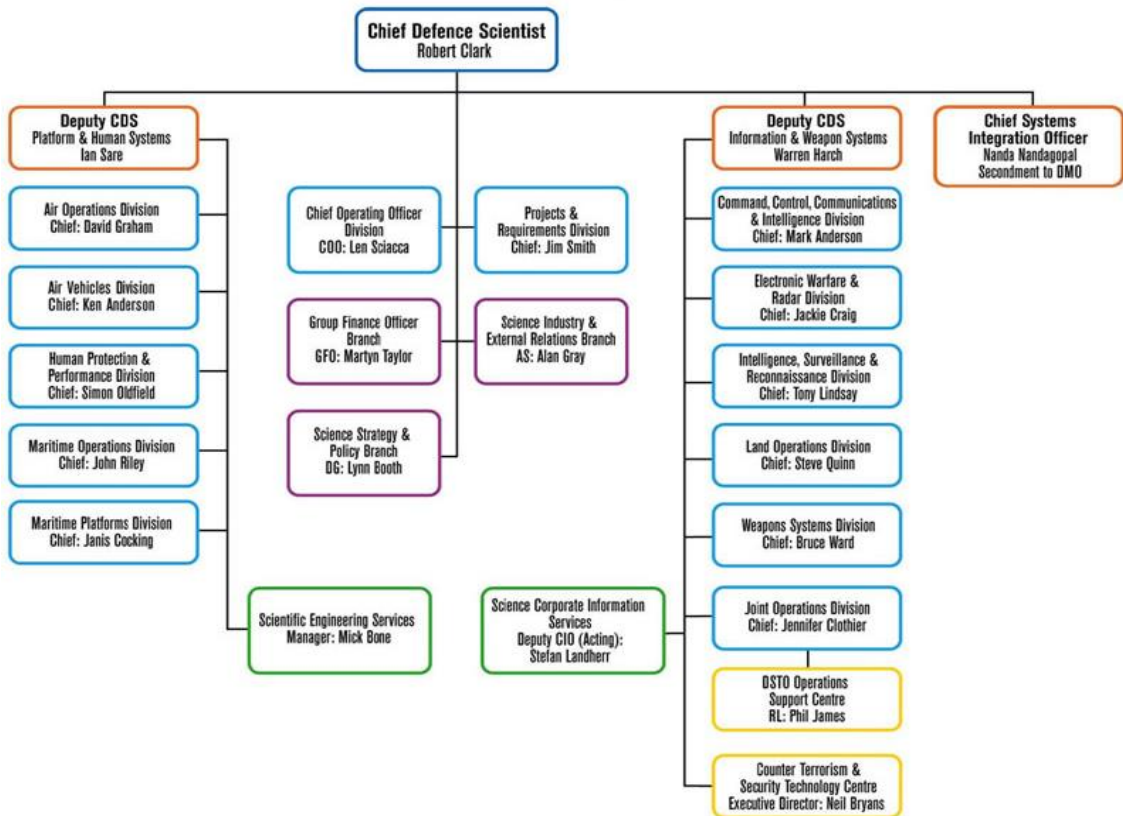 Chief Defence Scientist
Robert Clark
Deputy CDS
Platform & Human Systems
Ian Sare
Air Operations Division
Chief: David Graham
Air Vehicles Division
Chief: Ken Anderson
Human Protection &
Performance Division
Chief: Simon Oldfield
Maritime Operations Division
Chief: John Riley
Maritime Platforms Division
Chief: Janis Cocking
Scientific Engineering Services
Manager: Mick Bone
Chief Operating Officer
Division
COO: Len Sciacca
Projects &
Requirements Division
Chief: Jim Smith
Group Finance Officer
Branch
GFO: Martyn Taylor
Science Industry &
External Relations Branch
AS: Alan Gray
Science Strategy &
Policy Branch
DG: Lynn Booth
Deputy CDS
Information & Weapon Systems
Warren Harch
Command, Control, Communications
& Intelligence Division
Chief: Mark Anderson
Electronic Warfare &
Radar Division
Chief: Jackie Craig
Intelligence, Surveillance &
Reconnaissance Division
Chief: Tony Lindsay
Land Operations Division
Chief: Steve Quinn
Weapons Systems Division
Chief: Bruce Ward
Science Corporate Information
Services
Deputy CIO (Acting):
Stefan Landherr
Joint Operations Division
Chief: Jennifer Clothier
DSTO Operations
Support Centre
RL: Phil James
Counter Terrorism &
Security Technology Centre
Executive Director: Neil Bryans
Chief Systems
Integration Officer
Nanda Nandagopal
Secondment to DMO